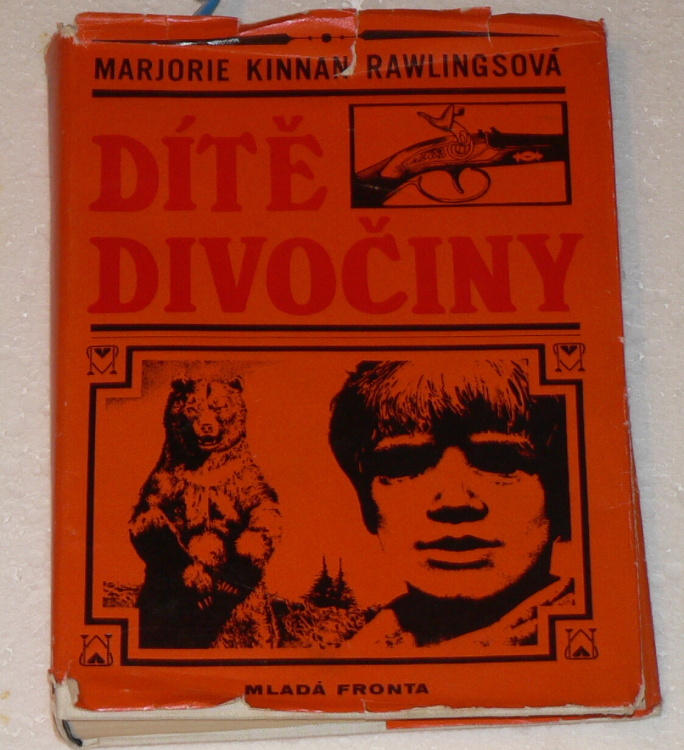 MARJORIE KINNAN RAWLINGSOVÁ
DÍTĚ
DIVOČINY
MLADÁ FRONTA